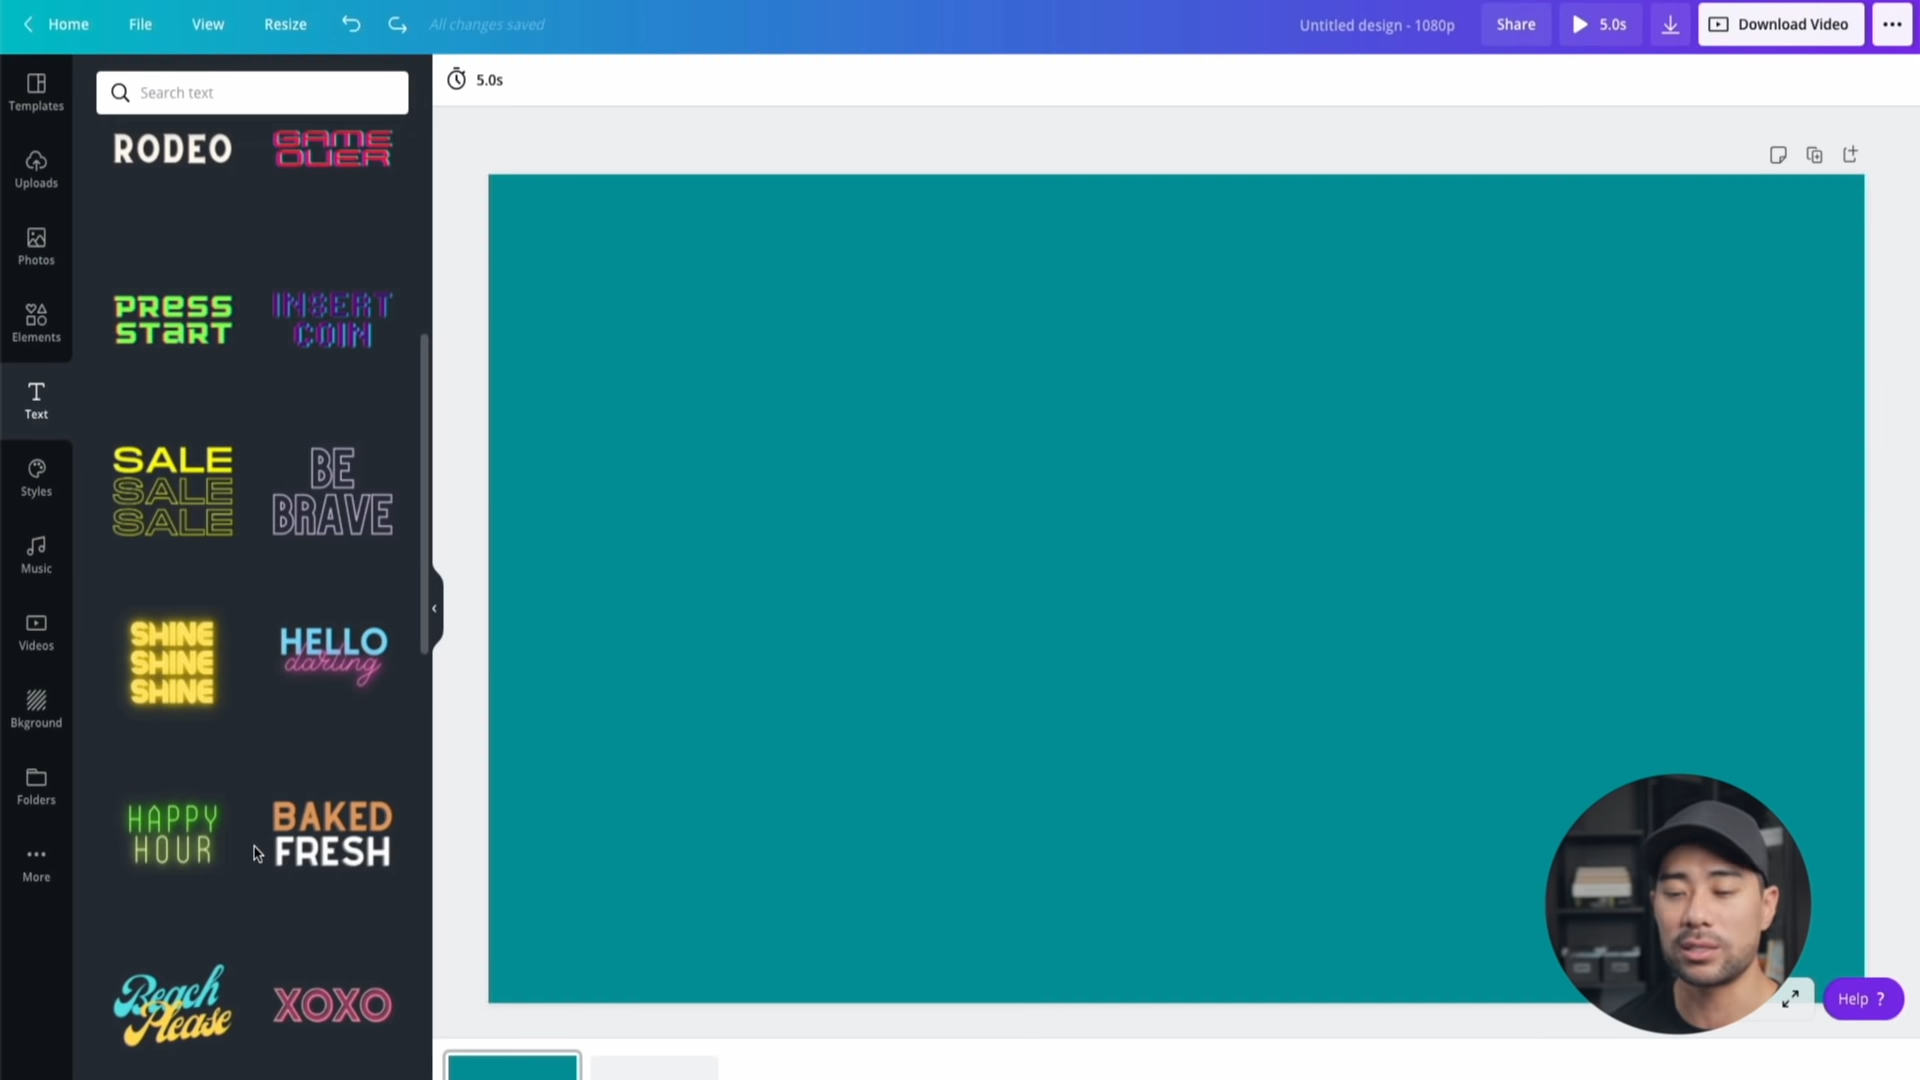 Home File View Resize All changes saved Untitled design - 1080p Share 5.0s Download Video
Templates
Uploads
Photos
Elements
Text
Styles
Music
Videos
Bkground
Folders
More
Search text
RODEO
GAME
OVER
PRESS
START
INSERT
COIN
SALE
SALE
SALE
BE
BRAVE
SHINE
SHINE
SHINE
HELLO
darling
HAPPY
HOUR
BAKED
FRESH
Beach
Please
XOXO
5.0s
Help ?